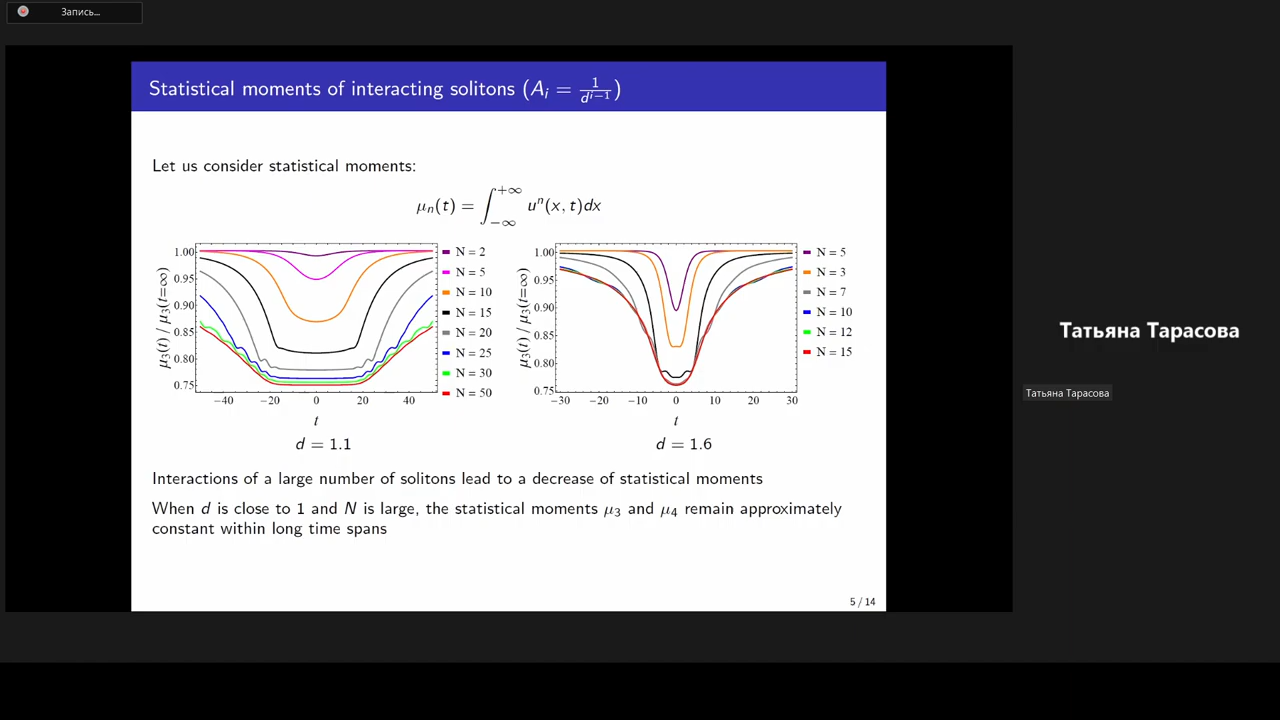 Запись...
Statistical moments of interacting solitons (A_i = 1/d^{i−1})
Let us consider statistical moments:
μ_n(t) = ∫_{−∞}^{+∞} u^n(x, t)dx
μ_3(t) / μ_3(t=∞)
1.00
0.95
0.90
0.85
0.80
0.75
−40 −20 0 20 40
t
N = 2
N = 5
N = 10
N = 15
N = 20
N = 25
N = 30
N = 50
d = 1.1
μ_3(t) / μ_3(t=∞)
1.00
0.95
0.90
0.85
0.80
0.75
−30 −20 −10 0 10 20 30
t
N = 5
N = 3
N = 7
N = 10
N = 12
N = 15
d = 1.6
Interactions of a large number of solitons lead to a decrease of statistical moments
When d is close to 1 and N is large, the statistical moments μ_3 and μ_4 remain approximately
constant within long time spans
5 / 14
Татьяна Тарасова
Татьяна Тарасова